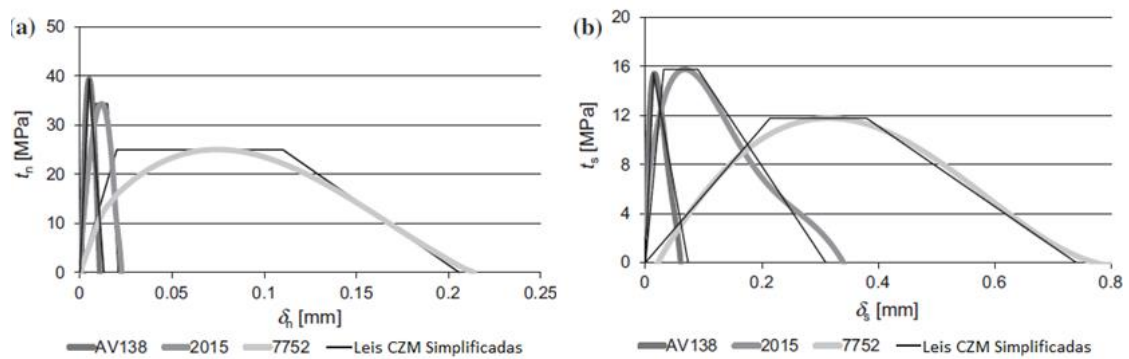 (a)
50
40
30
20
10
0
tn [MPa]
0 0.05 0.1 0.15 0.2 0.25
δn [mm]
AV138 2015 7752 Leis CZM Simplificadas
(b)
20
16
12
8
4
0
ts [MPa]
0 0.2 0.4 0.6 0.8
δs [mm]
AV138 2015 7752 Leis CZM Simplificadas